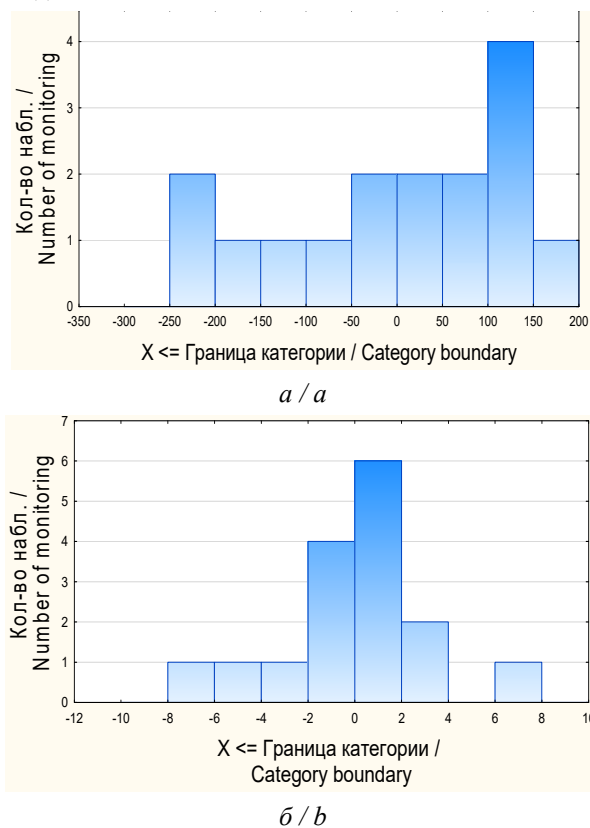 4
3
2
1
0
Кол-во набл. /
Number of monitoring
-350 -300 -250 -200 -150 -100 -50 0 50 100 150 200
X <= Граница категории / Category boundary
а / a
7
6
5
4
3
2
1
0
Кол-во набл. /
Number of monitoring
-12 -10 -8 -6 -4 -2 0 2 4 6 8 10
X <= Граница категории /
Category boundary
б / b